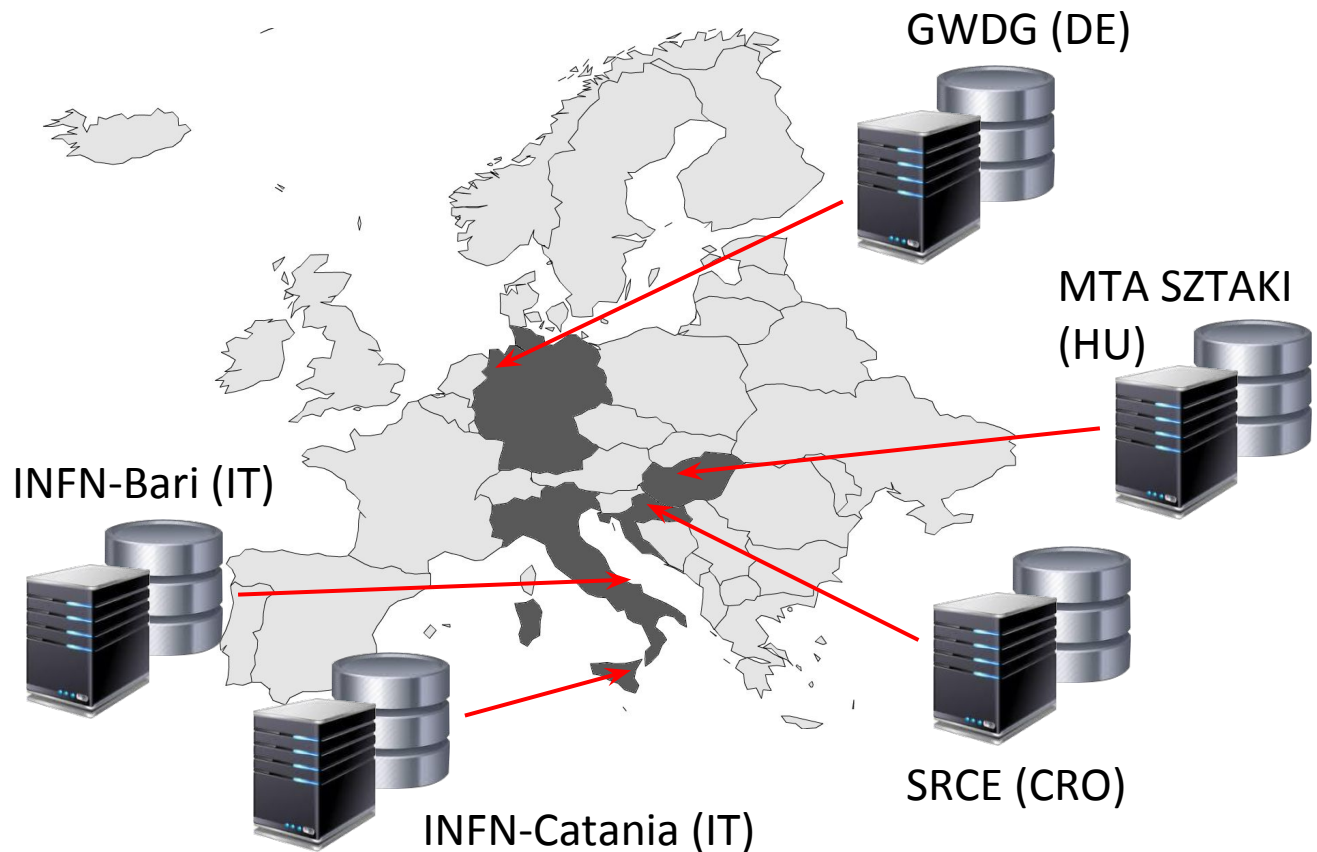 GWDG (DE)
MTA SZTAKI
(HU)
INFN-Bari (IT)
SRCE (CRO)
INFN-Catania (IT)